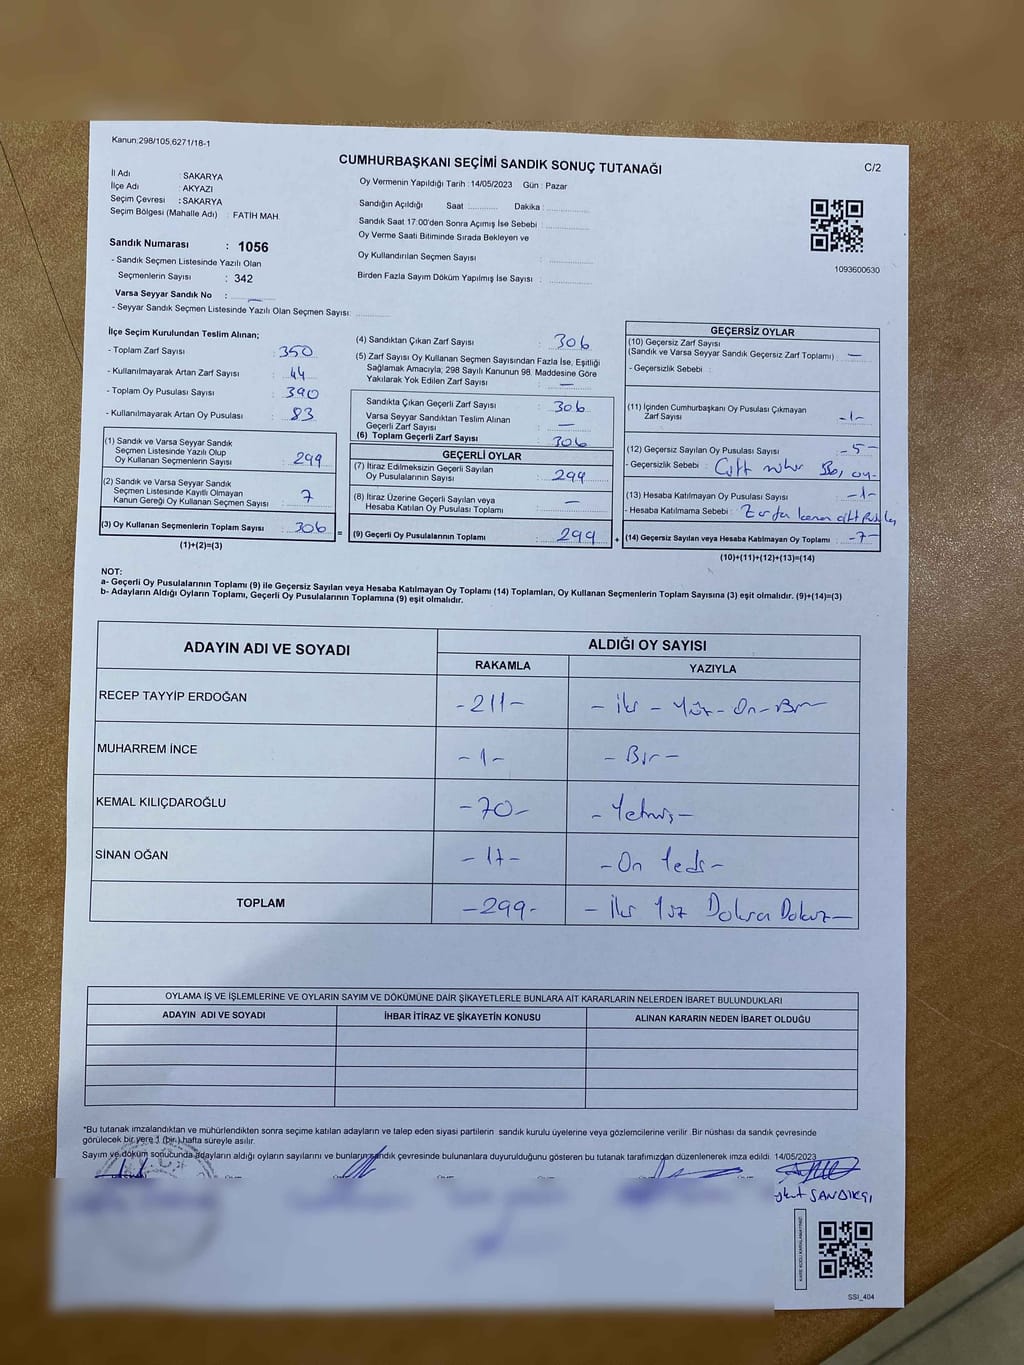 Kanun:298/105,6271/18-1
CUMHURBAŞKANI SEÇİMİ SANDIK SONUÇ TUTANAĞI
C/2
İl Adı : SAKARYA
İlçe Adı : AKYAZI
Seçim Çevresi : SAKARYA
Seçim Bölgesi (Mahalle Adı) : FATİH MAH.
Sandık Numarası : 1056
- Sandık Seçmen Listesinde Yazılı Olan
Seçmenlerin Sayısı : 342
Varsa Seyyar Sandık No :
- Seyyar Sandık Seçmen Listesinde Yazılı Olan Seçmen Sayısı:
Oy Vermenin Yapıldığı Tarih :14/05/2023 Gün : Pazar
Sandığın Açıldığı Saat : Dakika :
Sandık Saat 17:00'den Sonra Açımış İse Sebebi :
Oy Verme Saati Bitiminde Sırada Bekleyen ve
Oy Kullandırılan Seçmen Sayısı :
Birden Fazla Sayım Döküm Yapılmış İse Sayısı :
1093600630
İlçe Seçim Kurulundan Teslim Alınan;
- Toplam Zarf Sayısı : 350
- Kullanılmayarak Artan Zarf Sayısı : 44
- Toplam Oy Pusulası Sayısı : 390
- Kullanılmayarak Artan Oy Pusulası : 83
(1) Sandık ve Varsa Seyyar Sandık
Seçmen Listesinde Yazılı Olup
Oy Kullanan Seçmenlerin Sayısı : 299
(2) Sandık ve Varsa Seyyar Sandık
Seçmen Listesinde Kayıtlı Olmayan
Kanun Gereği Oy Kullanan Seçmen Sayısı : 7
(3) Oy Kullanan Seçmenlerin Toplam Sayısı : 306
(1)+(2)=(3)
(4) Sandıktan Çıkan Zarf Sayısı : 306
(5) Zarf Sayısı Oy Kullanan Seçmen Sayısından Fazla İse, Eşitliği
Sağlamak Amacıyla; 298 Sayılı Kanunun 98. Maddesine Göre
Yakılarak Yok Edilen Zarf Sayısı : —
Sandıkta Çıkan Geçerli Zarf Sayısı : 306
Varsa Seyyar Sandıktan Teslim Alınan
Geçerli Zarf Sayısı : —
(6) Toplam Geçerli Zarf Sayısı : 306
GEÇERLİ OYLAR
(7) İtiraz Edilmeksizin Geçerli Sayılan
Oy Pusulalarının Sayısı : 299
(8) İtiraz Üzerine Geçerli Sayılan veya
Hesaba Katılan Oy Pusulası Toplamı : —
(9) Geçerli Oy Pusulalarının Toplamı : 299
GEÇERSİZ OYLAR
(10) Geçersiz Zarf Sayısı
(Sandık ve Varsa Seyyar Sandık Geçersiz Zarf Toplamı) : —
- Geçersizlik Sebebi :
(11) İçinden Cumhurbaşkanı Oy Pusulası Çıkmayan
Zarf Sayısı : -1-
(12) Geçersiz Sayılan Oy Pusulası Sayısı : -5-
- Geçersizlik Sebebi : Çift mühür
(13) Hesaba Katılmayan Oy Pusulası Sayısı : -1-
- Hesaba Katılmama Sebebi :
(14) Geçersiz Sayılan veya Hesaba Katılmayan Oy Toplamı : -7-
(10)+(11)+(12)+(13)=(14)
NOT:
a- Geçerli Oy Pusulalarının Toplamı (9) ile Geçersiz Sayılan veya Hesaba Katılmayan Oy Toplamı (14) Toplamları, Oy Kullanan Seçmenlerin Toplam Sayısına (3) eşit olmalıdır. (9)+(14)=(3)
b- Adayların Aldığı Oyların Toplamı, Geçerli Oy Pusulalarının Toplamına (9) eşit olmalıdır.
ADAYIN ADI VE SOYADI ALDIĞI OY SAYISI
RAKAMLA YAZIYLA
RECEP TAYYİP ERDOĞAN -211- - iki - Yüz - On - Bir -
MUHARREM İNCE -1- - Bir -
KEMAL KILIÇDAROĞLU -70- - Yetmiş -
SİNAN OĞAN -17- - On Yedi -
TOPLAM -299- - İki Yüz Doksan Dokuz -
OYLAMA İŞ VE İŞLEMLERİNE VE OYLARIN SAYIM VE DÖKÜMÜNE DAİR ŞİKAYETLERLE BUNLARA AİT KARARLARIN NELERDEN İBARET BULUNDUKLARI
ADAYIN ADI VE SOYADI İHBAR İTİRAZ VE ŞİKAYETİN KONUSU ALINAN KARARIN NEDEN İBARET OLDUĞU
*Bu tutanak imzalandıktan ve mühürlendikten sonra seçime katılan adayların ve talep eden siyasi partilerin sandık kurulu üyelerine veya gözlemcilerine verilir. Bir nüshası da sandık çevresinde
görülecek bir yere 1 (bir ) hafta süreyle asılır.
Sayım ve döküm sonucunda adayların aldığı oyların sayılarını ve bunların sandık çevresinde bulunanlara duyurulduğunu gösteren bu tutanak tarafımızdan düzenlenerek imza edildi. 14/05/2023
SANDIKÇI
SSI_404